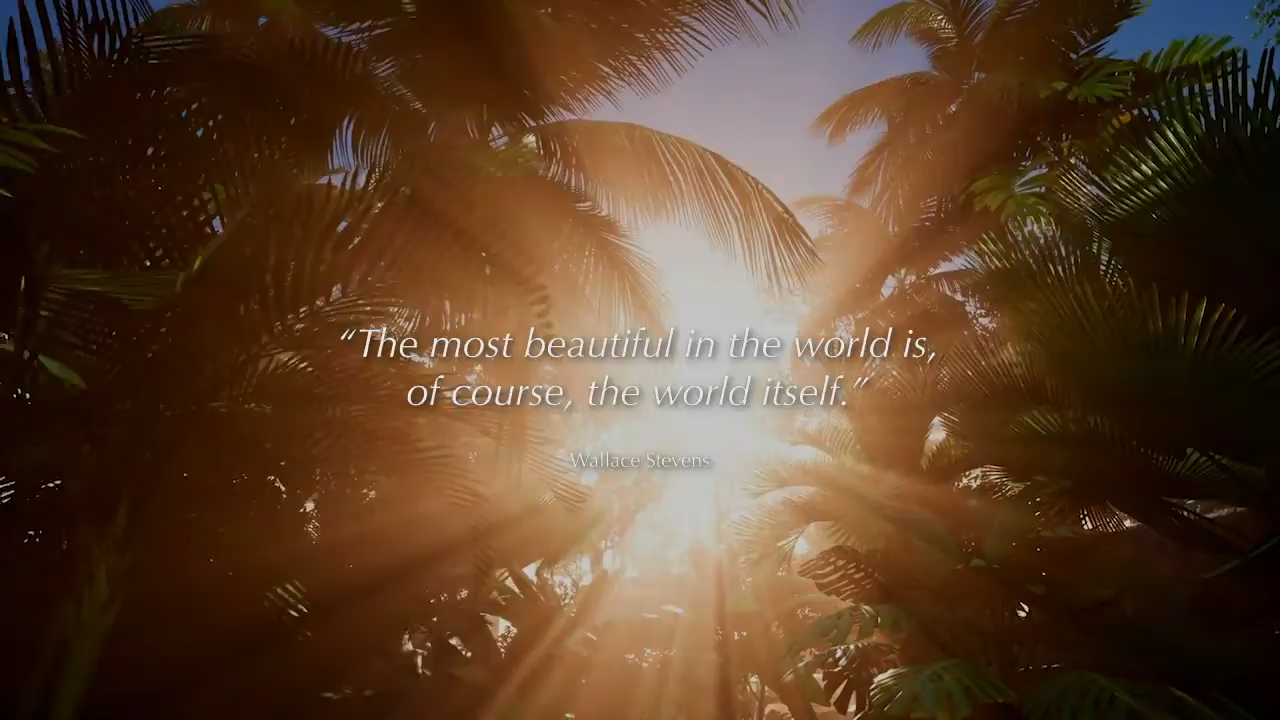 “The most beautiful in the world is,
of course, the world itself.”
Wallace Stevens